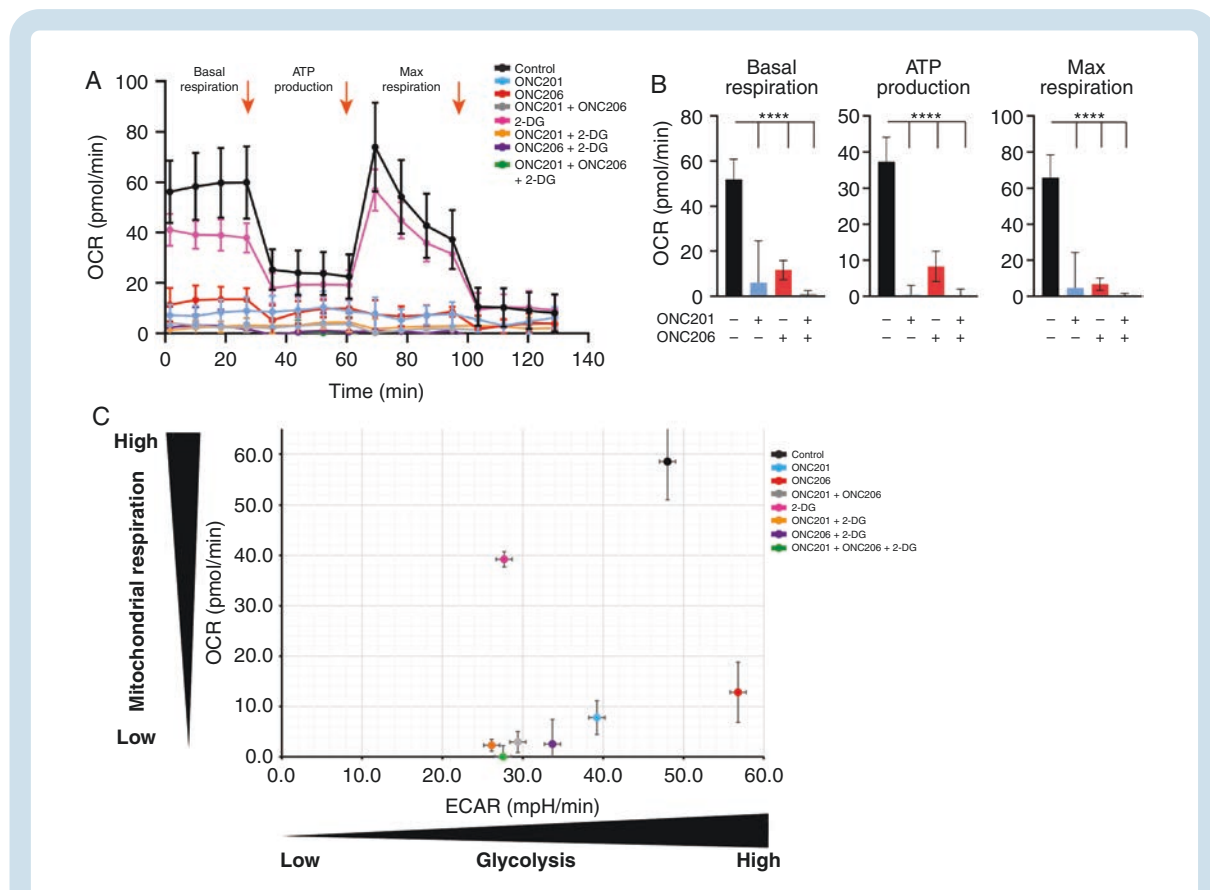 A
Basal
respiration
ATP
production
Max
respiration
100
80
60
40
20
0
OCR (pmol/min)
0 20 40 60 80 100 120 140
Time (min)
Control
ONC201
ONC206
ONC201 + ONC206
2-DG
ONC201 + 2-DG
ONC206 + 2-DG
ONC201 + ONC206
+ 2-DG
B
Basal
respiration
****
80
60
40
20
0
OCR (pmol/min)
ATP
production
****
50
40
30
20
10
0
Max
respiration
****
100
80
60
40
20
0
ONC201 – + – + – + – + – + – +
ONC206 – – + + – – + + – – + +
C
High
Mitochondrial respiration
Low
OCR (pmol/min)
60.0
50.0
40.0
30.0
20.0
10.0
0.0
0.0 10.0 20.0 30.0 40.0 50.0 60.0
ECAR (mpH/min)
Low Glycolysis High
Control
ONC201
ONC206
ONC201 + ONC206
2-DG
ONC201 + 2-DG
ONC206 + 2-DG
ONC201 + ONC206 + 2-DG